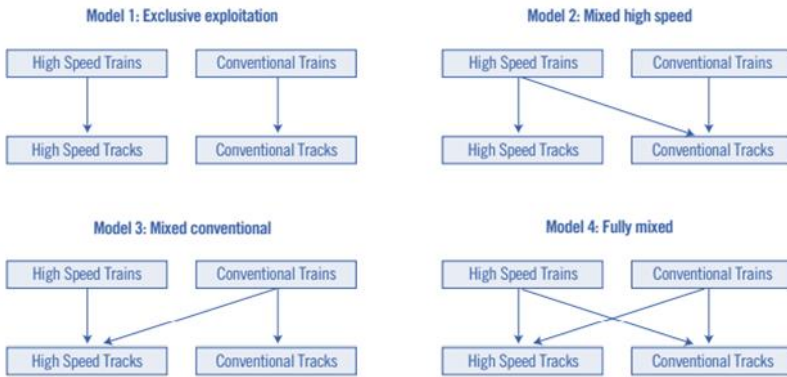 Model 1: Exclusive exploitation
High Speed Trains
Conventional Trains
High Speed Tracks
Conventional Tracks
Model 2: Mixed high speed
High Speed Trains
Conventional Trains
High Speed Tracks
Conventional Tracks
Model 3: Mixed conventional
High Speed Trains
Conventional Trains
High Speed Tracks
Conventional Tracks
Model 4: Fully mixed
High Speed Trains
Conventional Trains
High Speed Tracks
Conventional Tracks